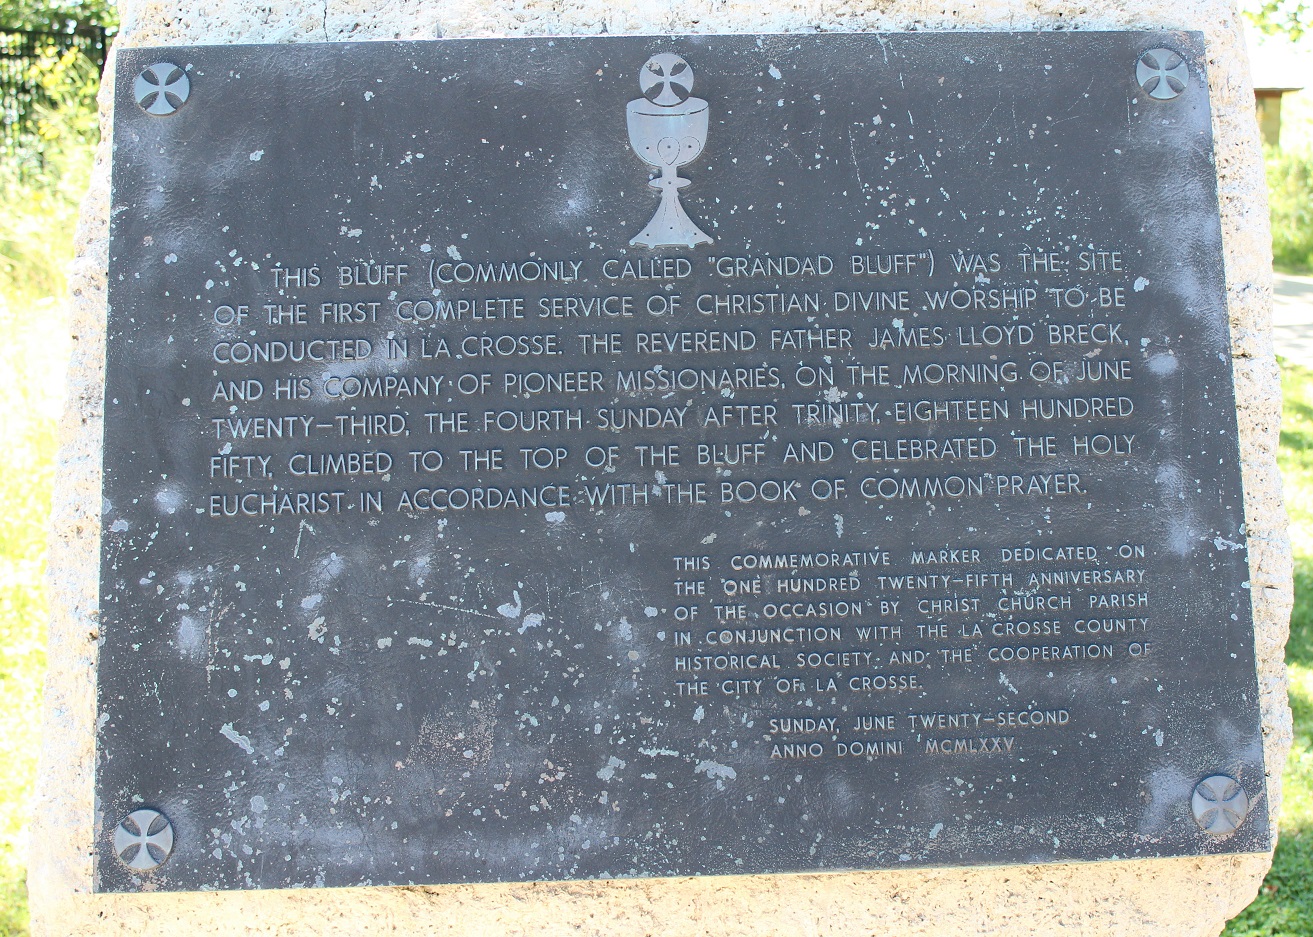 THIS BLUFF (COMMONLY CALLED "GRANDAD BLUFF") WAS THE SITE
OF THE FIRST COMPLETE SERVICE OF CHRISTIAN DIVINE WORSHIP TO BE
CONDUCTED IN LA CROSSE. THE REVEREND FATHER JAMES LLOYD BRECK,
AND HIS COMPANY OF PIONEER MISSIONARIES, ON THE MORNING OF JUNE
TWENTY-THIRD, THE FOURTH SUNDAY AFTER TRINITY, EIGHTEEN HUNDRED
FIFTY, CLIMBED TO THE TOP OF THE BLUFF AND CELEBRATED THE HOLY
EUCHARIST IN ACCORDANCE WITH THE BOOK OF COMMON PRAYER.
THIS COMMEMORATIVE MARKER DEDICATED ON
THE ONE HUNDRED TWENTY-FIFTH ANNIVERSARY
OF THE OCCASION BY CHRIST CHURCH PARISH
IN CONJUNCTION WITH THE LA CROSSE COUNTY
HISTORICAL SOCIETY AND THE COOPERATION OF
THE CITY OF LA CROSSE.
SUNDAY, JUNE TWENTY-SECOND
ANNO DOMINI MCMLXXV